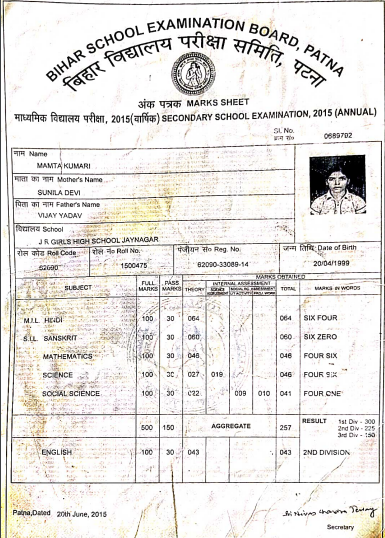 BIHAR SCHOOL EXAMINATION BOARD, PATNA
बिहार विद्यालय परीक्षा समिति, पटना
अंक पत्रक MARKS SHEET
माध्यमिक विद्यालय परीक्षा, 2015(वार्षिक) SECONDARY SCHOOL EXAMINATION, 2015 (ANNUAL)
Sl. No.
0689702
नाम Name
MAMTA KUMARI
माता का नाम Mother's Name
SUNILA DEVI
पिता का नाम Father's Name
VIJAY YADAV
विद्यालय School
J R GIRLS HIGH SCHOOL JAYNAGAR
रोल कोड Roll Code रोल नं० Roll No. पंजीयन सं० Reg. No. जन्म तिथि Date of Birth
1500475 62090-33089-14 20/04/1999
MARKS OBTAINED
SUBJECT FULL MARKS PASS MARKS THEORY INTERNAL ASSESSMENT TOTAL MARKS IN WORDS
M.I.L. HINDI 100 30 064 064 SIX FOUR
S.I.L. SANSKRIT 100 30 060 060 SIX ZERO
MATHEMATICS 100 30 046 046 FOUR SIX
SCIENCE 100 30 027 019 046 FOUR SIX
SOCIAL SCIENCE 100 30 022 009 010 041 FOUR ONE
500 150 AGGREGATE 257 RESULT 1st Div - 300
2nd Div - 225
3rd Div - 150
ENGLISH 100 30 043 043 2ND DIVISION
Patna,Dated 20th June, 2015
Secretary